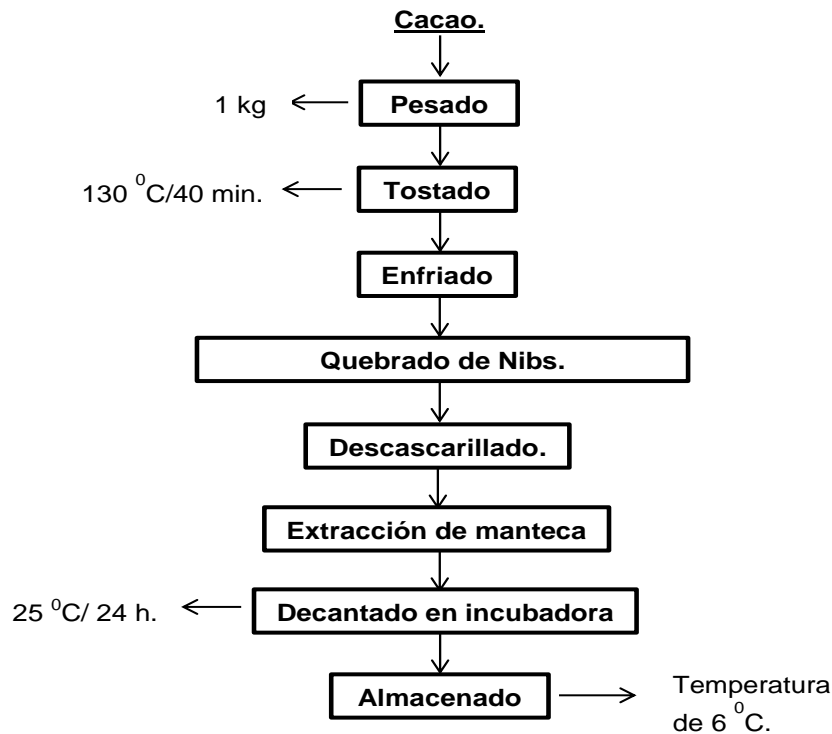 Cacao.
1 kg
Pesado
130 ⁰C/40 min.
Tostado
Enfriado
Quebrado de Nibs.
Descascarillado.
Extracción de manteca
25 ⁰C/ 24 h.
Decantado en incubadora
Almacenado
Temperatura
de 6 ⁰C.